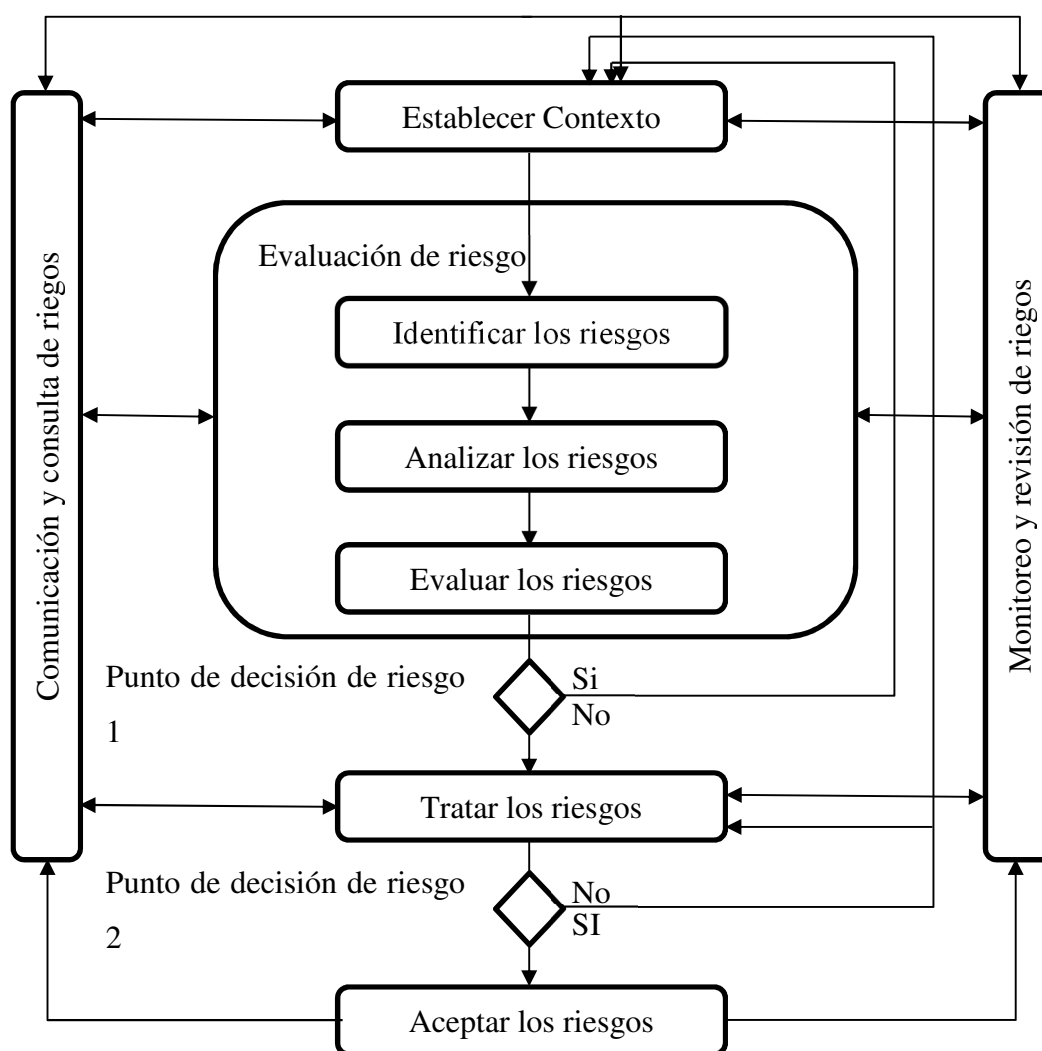 Establecer Contexto
Comunicación y consulta de riegos
Monitoreo y revisión de riegos
Evaluación de riesgo
Identificar los riesgos
Analizar los riesgos
Evaluar los riesgos
Punto de decisión de riesgo
1
Si
No
Tratar los riesgos
Punto de decisión de riesgo
2
No
SI
Aceptar los riesgos